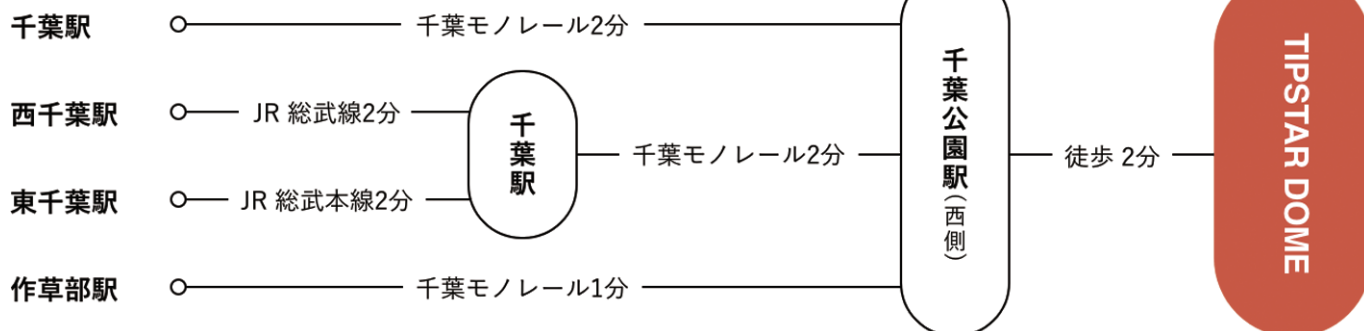 千葉駅
千葉モノレール2分
西千葉駅
JR 総武線2分
東千葉駅
JR 総武本線2分
千葉駅
千葉モノレール2分
作草部駅
千葉モノレール1分
千葉公園駅(西側)
徒歩 2分
TIPSTAR DOME